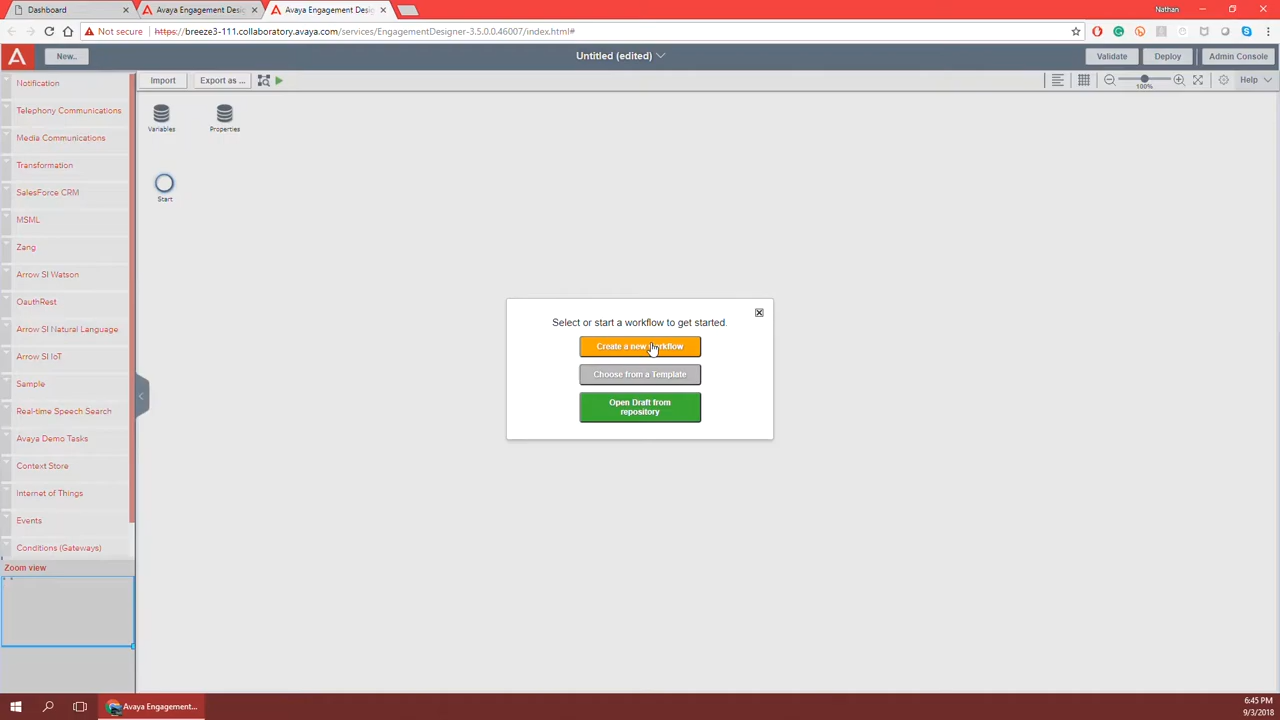 Dashboard
Avaya Engagement Desi
Avaya Engagement Desi
Nathan
Not secure
https://breeze3-111.collaboratory.avaya.com/services/EngagementDesigner-3.5.0.0.46007/index.html#
New..
Untitled (edited)
Validate
Deploy
Admin Console
Notification
Telephony Communications
Media Communications
Transformation
SalesForce CRM
MSML
Zang
Arrow SI Watson
OauthRest
Arrow SI Natural Language
Arrow SI IoT
Sample
Real-time Speech Search
Avaya Demo Tasks
Context Store
Internet of Things
Events
Conditions (Gateways)
Zoom view
Import
Export as ...
100%
Help
Variables
Properties
Start
Select or start a workflow to get started.
Create a new workflow
Choose from a Template
Open Draft from
repository
Avaya Engagement...
6:45 PM
9/3/2018